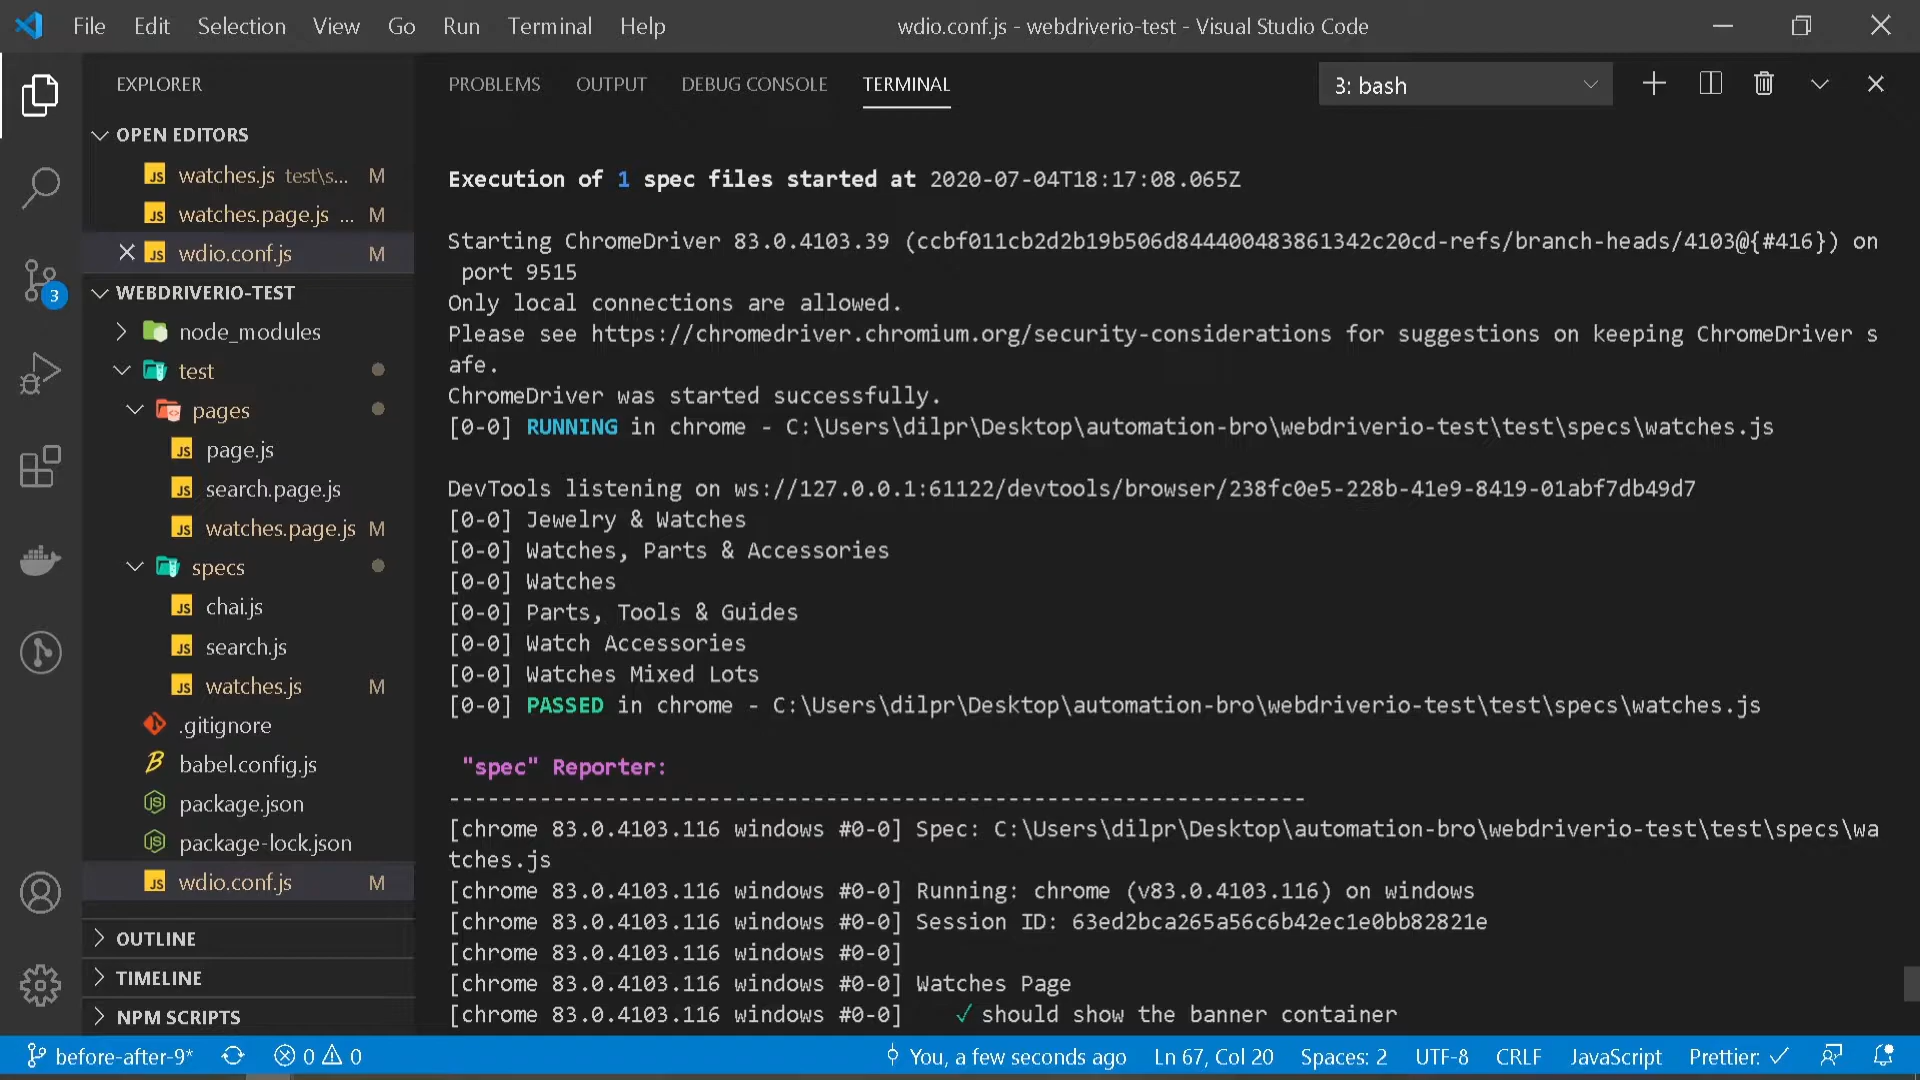 File Edit Selection View Go Run Terminal Help
wdio.conf.js - webdriverio-test - Visual Studio Code
EXPLORER
OPEN EDITORS
JS watches.js test\s... M
JS watches.page.js ... M
JS wdio.conf.js M
WEBDRIVERIO-TEST
node_modules
test
pages
JS page.js
JS search.page.js
JS watches.page.js M
specs
JS chai.js
JS search.js
JS watches.js M
.gitignore
babel.config.js
package.json
package-lock.json
JS wdio.conf.js M
OUTLINE
TIMELINE
NPM SCRIPTS
3
PROBLEMS OUTPUT DEBUG CONSOLE TERMINAL
3: bash
Execution of 1 spec files started at 2020-07-04T18:17:08.065Z
Starting ChromeDriver 83.0.4103.39 (ccbf011cb2d2b19b506d844400483861342c20cd-refs/branch-heads/4103@{#416}) on
port 9515
Only local connections are allowed.
Please see https://chromedriver.chromium.org/security-considerations for suggestions on keeping ChromeDriver s
afe.
ChromeDriver was started successfully.
[0-0] RUNNING in chrome - C:\Users\dilpr\Desktop\automation-bro\webdriverio-test\test\specs\watches.js
DevTools listening on ws://127.0.0.1:61122/devtools/browser/238fc0e5-228b-41e9-8419-01abf7db49d7
[0-0] Jewelry & Watches
[0-0] Watches, Parts & Accessories
[0-0] Watches
[0-0] Parts, Tools & Guides
[0-0] Watch Accessories
[0-0] Watches Mixed Lots
[0-0] PASSED in chrome - C:\Users\dilpr\Desktop\automation-bro\webdriverio-test\test\specs\watches.js
"spec" Reporter:
------------------------------------------------------------------
[chrome 83.0.4103.116 windows #0-0] Spec: C:\Users\dilpr\Desktop\automation-bro\webdriverio-test\test\specs\wa
tches.js
[chrome 83.0.4103.116 windows #0-0] Running: chrome (v83.0.4103.116) on windows
[chrome 83.0.4103.116 windows #0-0] Session ID: 63ed2bca265a56c6b42ec1e0bb82821e
[chrome 83.0.4103.116 windows #0-0]
[chrome 83.0.4103.116 windows #0-0] Watches Page
[chrome 83.0.4103.116 windows #0-0] ✓ should show the banner container
before-after-9* 0 0 You, a few seconds ago Ln 67, Col 20 Spaces: 2 UTF-8 CRLF JavaScript Prettier: ✓